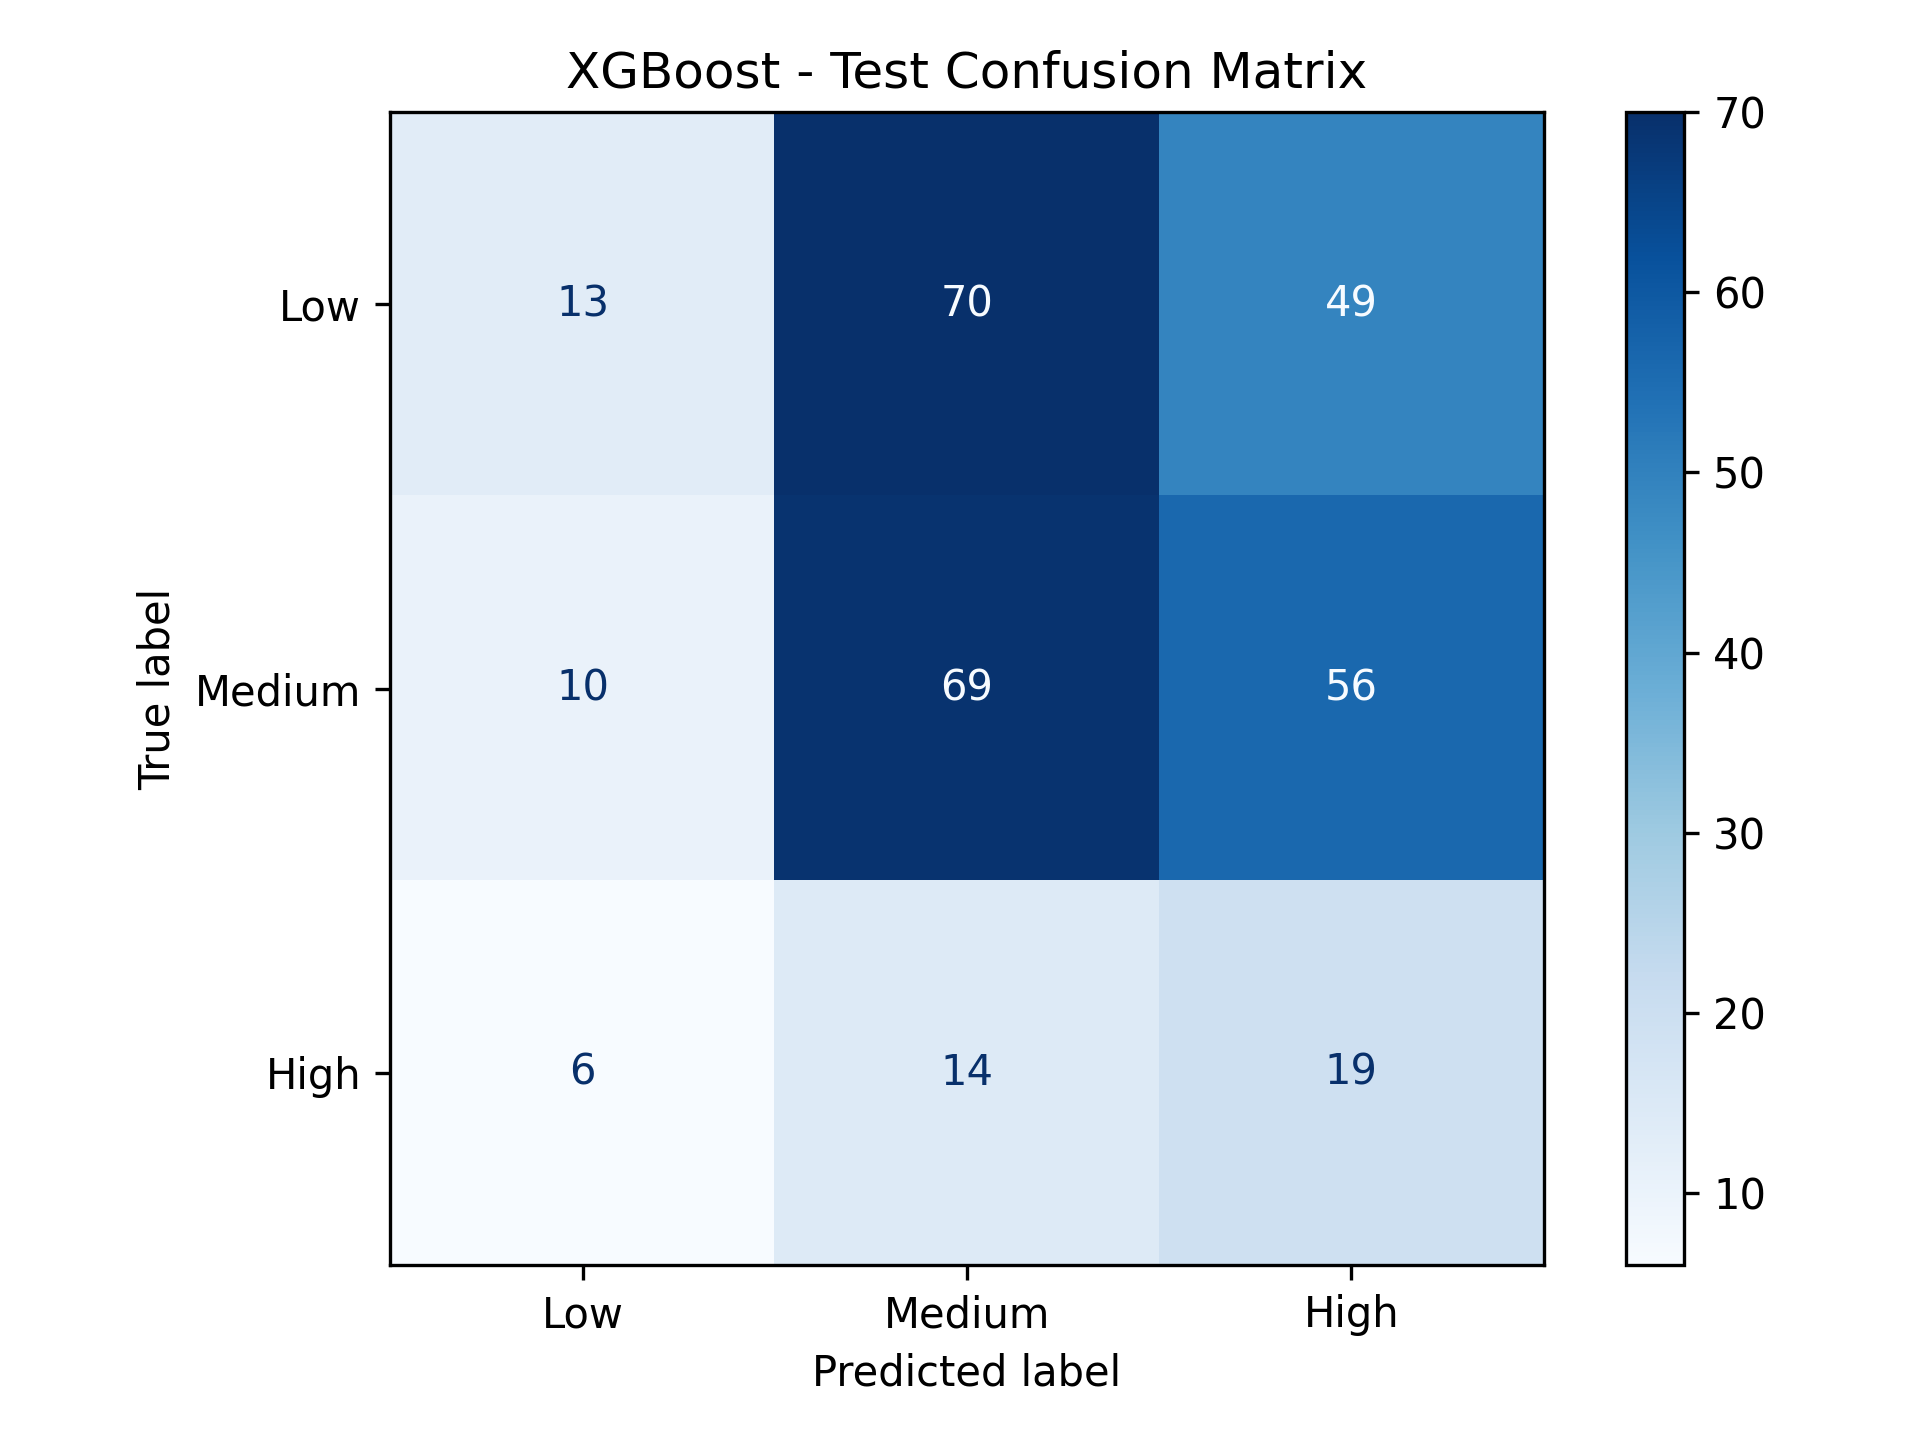 XGBoost - Test Confusion Matrix
True label
Low
Medium
High
13 70 49
10 69 56
6 14 19
Low Medium High
Predicted label
70
60
50
40
30
20
10